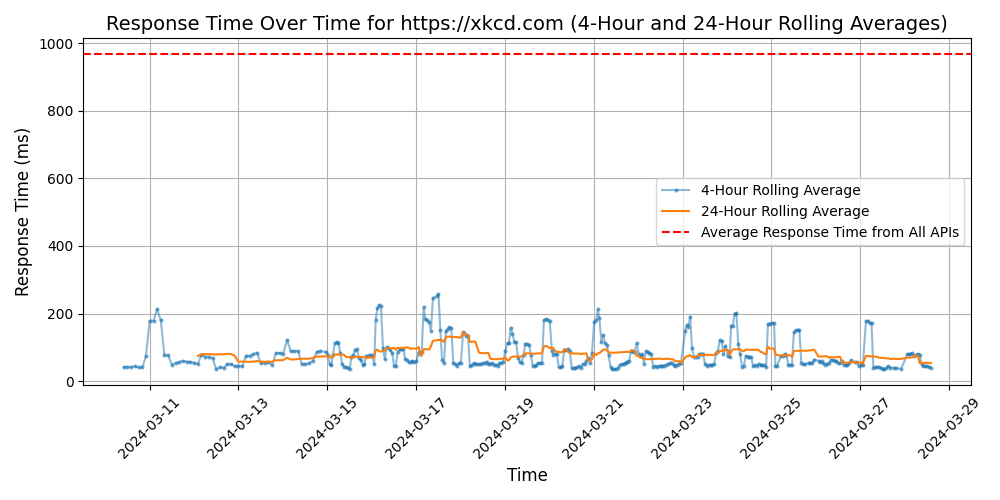 Response Time Over Time for https://xkcd.com (4-Hour and 24-Hour Rolling Averages)
Response Time (ms)
1000
800
600
400
200
0
4-Hour Rolling Average
24-Hour Rolling Average
Average Response Time from All APIs
2024-03-11
2024-03-13
2024-03-15
2024-03-17
2024-03-19
2024-03-21
2024-03-23
2024-03-25
2024-03-27
2024-03-29
Time